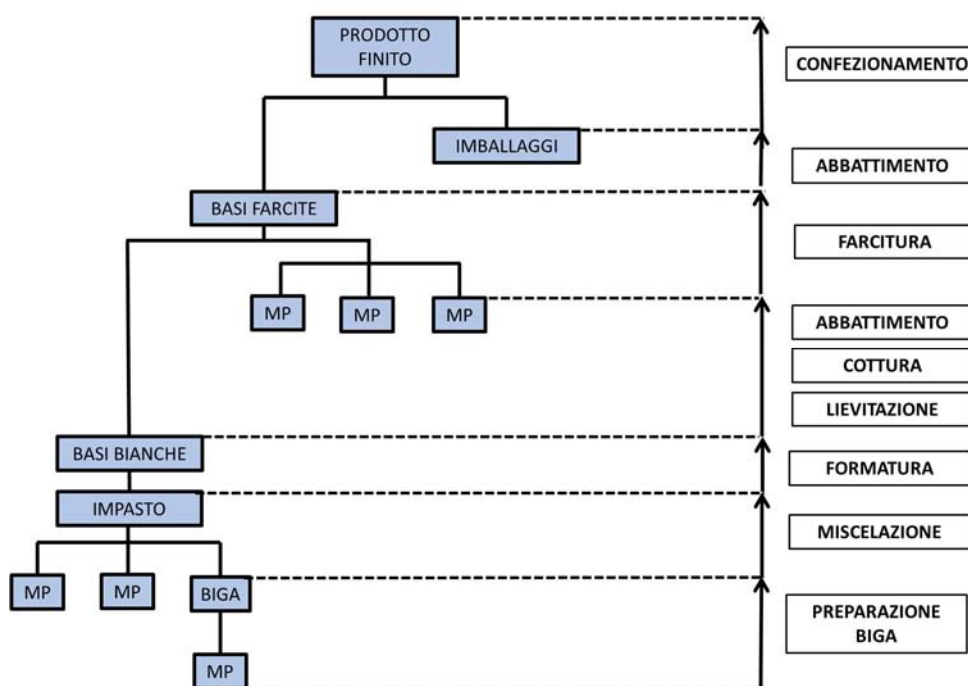 PRODOTTO
FINITO
CONFEZIONAMENTO
IMBALLAGGI
ABBATTIMENTO
BASI FARCITE
FARCITURA
MP
MP
MP
ABBATTIMENTO
COTTURA
LIEVITAZIONE
BASI BIANCHE
FORMATURA
IMPASTO
MISCELAZIONE
MP
MP
BIGA
PREPARAZIONE
BIGA
MP